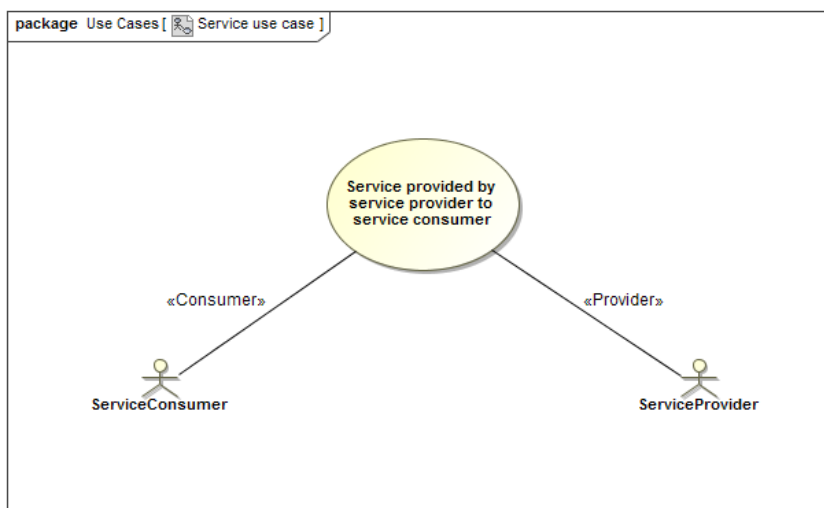 package Use Cases [ Service use case ]
Service provided by
service provider to
service consumer
«Consumer»
«Provider»
ServiceConsumer
ServiceProvider